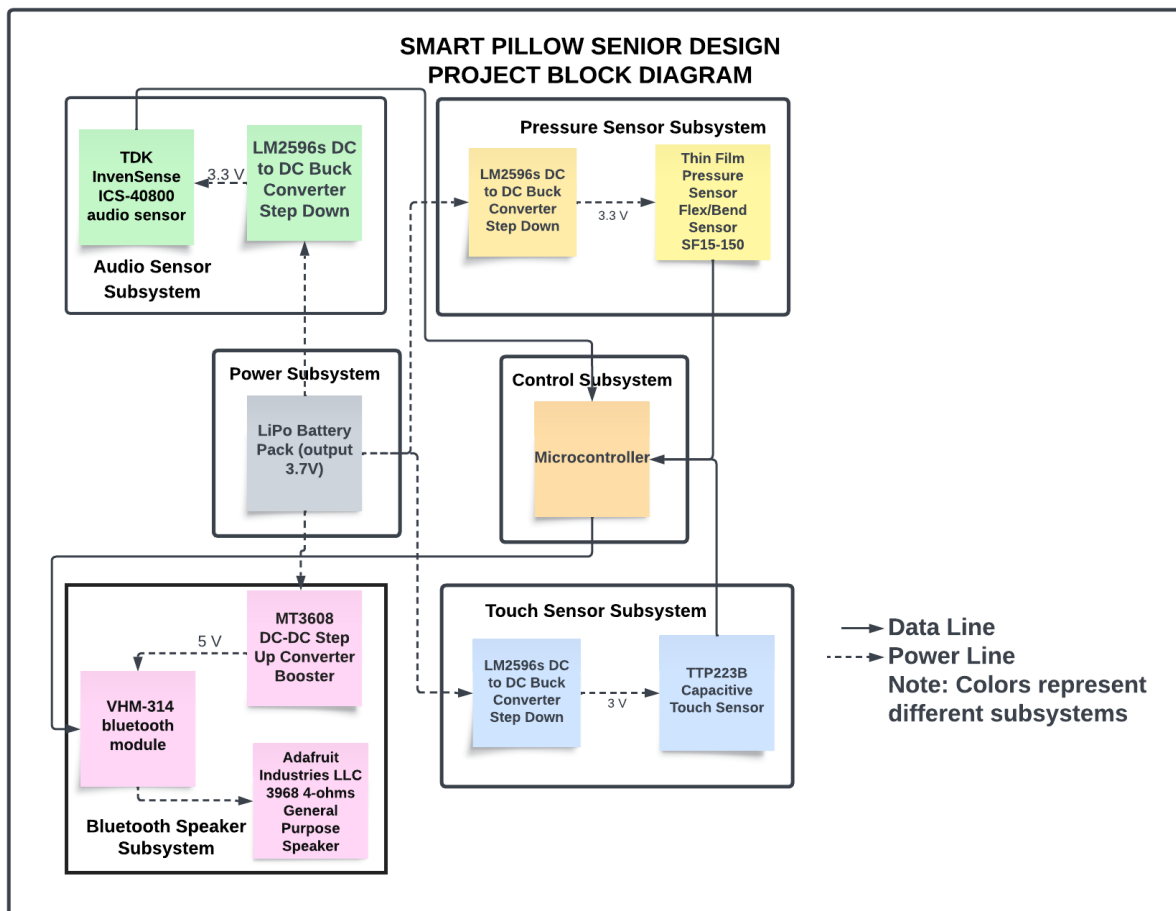 SMART PILLOW SENIOR DESIGN
PROJECT BLOCK DIAGRAM
TDK
InvenSense
ICS-40800
audio sensor
3.3 V
LM2596s DC
to DC Buck
Converter
Step Down
Audio Sensor
Subsystem
Pressure Sensor Subsystem
LM2596s DC
to DC Buck
Converter
Step Down
3.3 V
Thin Film
Pressure
Sensor
Flex/Bend
Sensor
SF15-150
Power Subsystem
LiPo Battery
Pack (output
3.7V)
Control Subsystem
Microcontroller
MT3608
DC-DC Step
Up Converter
Booster
5 V
VHM-314
bluetooth
module
Adafruit
Industries LLC
3968 4-ohms
General
Purpose
Speaker
Bluetooth Speaker
Subsystem
Touch Sensor Subsystem
LM2596s DC
to DC Buck
Converter
Step Down
3 V
TTP223B
Capacitive
Touch Sensor
Data Line
Power Line
Note: Colors represent
different subsystems